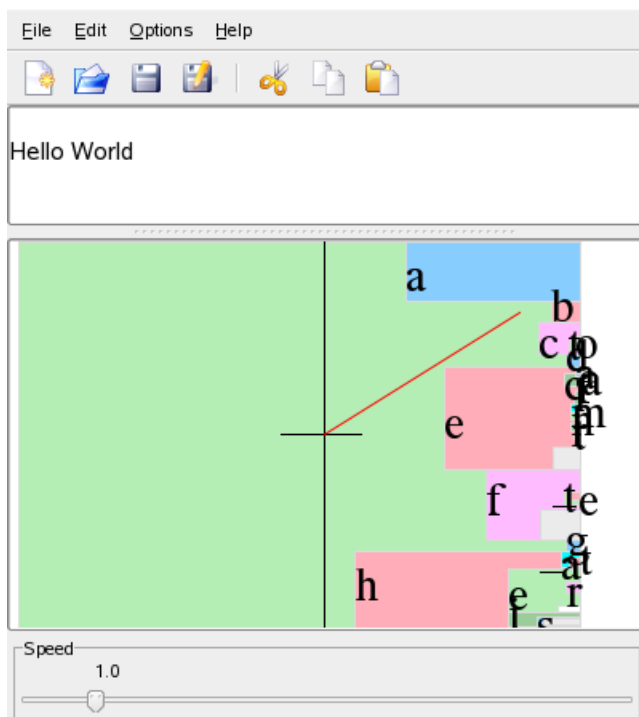 File Edit Options Help
Hello World
a
b
c t o
e
m
f t e
g
h a t
e r
s
Speed
1.0